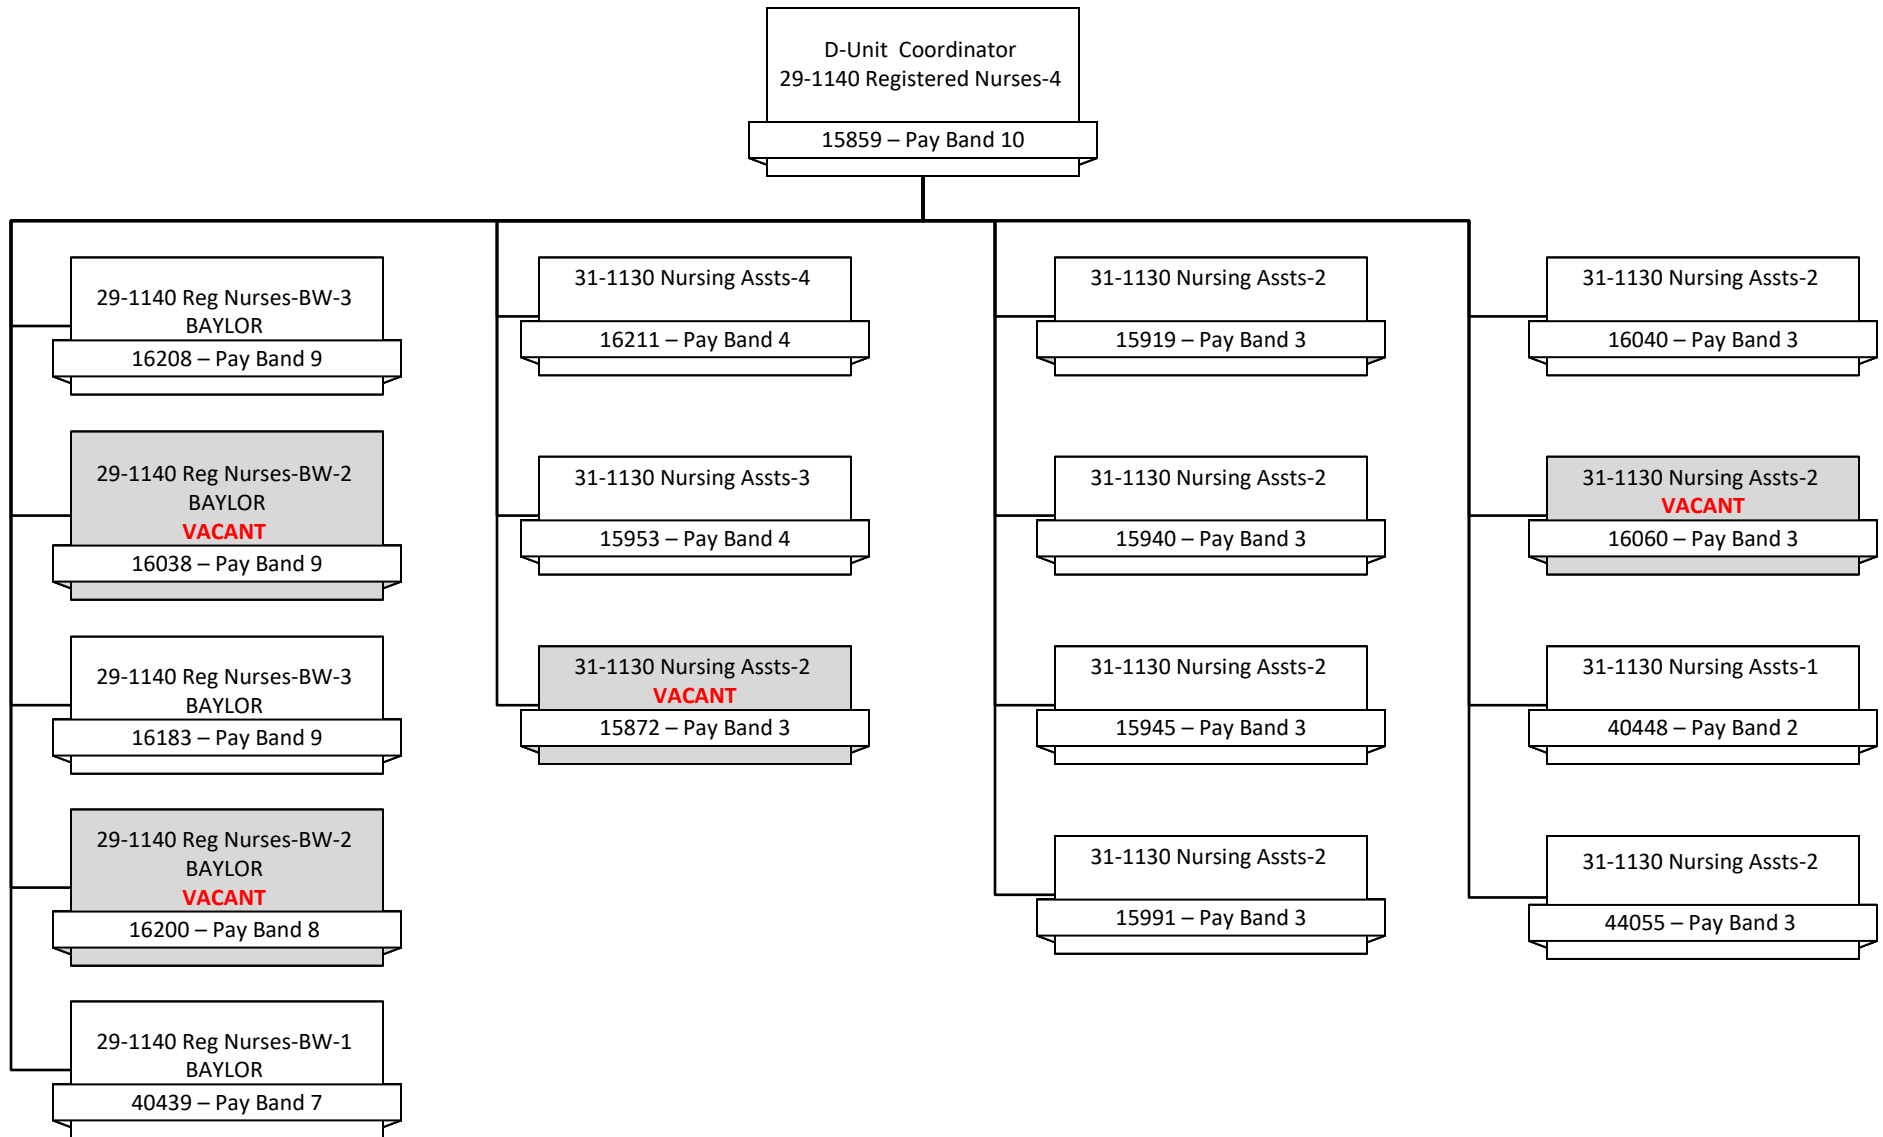 D-Unit  Coordinator
29-1140 Registered Nurses-4
15859 – Pay Band 10
29-1140 Reg Nurses-BW-3
BAYLOR
16208 – Pay Band 9
29-1140 Reg Nurses-BW-2
BAYLOR
VACANT
16038 – Pay Band 9
29-1140 Reg Nurses-BW-3
BAYLOR
16183 – Pay Band 9
29-1140 Reg Nurses-BW-2
BAYLOR
VACANT
16200 – Pay Band 8
29-1140 Reg Nurses-BW-1
BAYLOR
40439 – Pay Band 7
31-1130 Nursing Assts-4
16211 – Pay Band 4
31-1130 Nursing Assts-3
15953 – Pay Band 4
31-1130 Nursing Assts-2
VACANT
15872 – Pay Band 3
31-1130 Nursing Assts-2
15919 – Pay Band 3
31-1130 Nursing Assts-2
15940 – Pay Band 3
31-1130 Nursing Assts-2
15945 – Pay Band 3
31-1130 Nursing Assts-2
15991 – Pay Band 3
31-1130 Nursing Assts-2
16040 – Pay Band 3
31-1130 Nursing Assts-2
VACANT
16060 – Pay Band 3
31-1130 Nursing Assts-1
40448 – Pay Band 2
31-1130 Nursing Assts-2
44055 – Pay Band 3